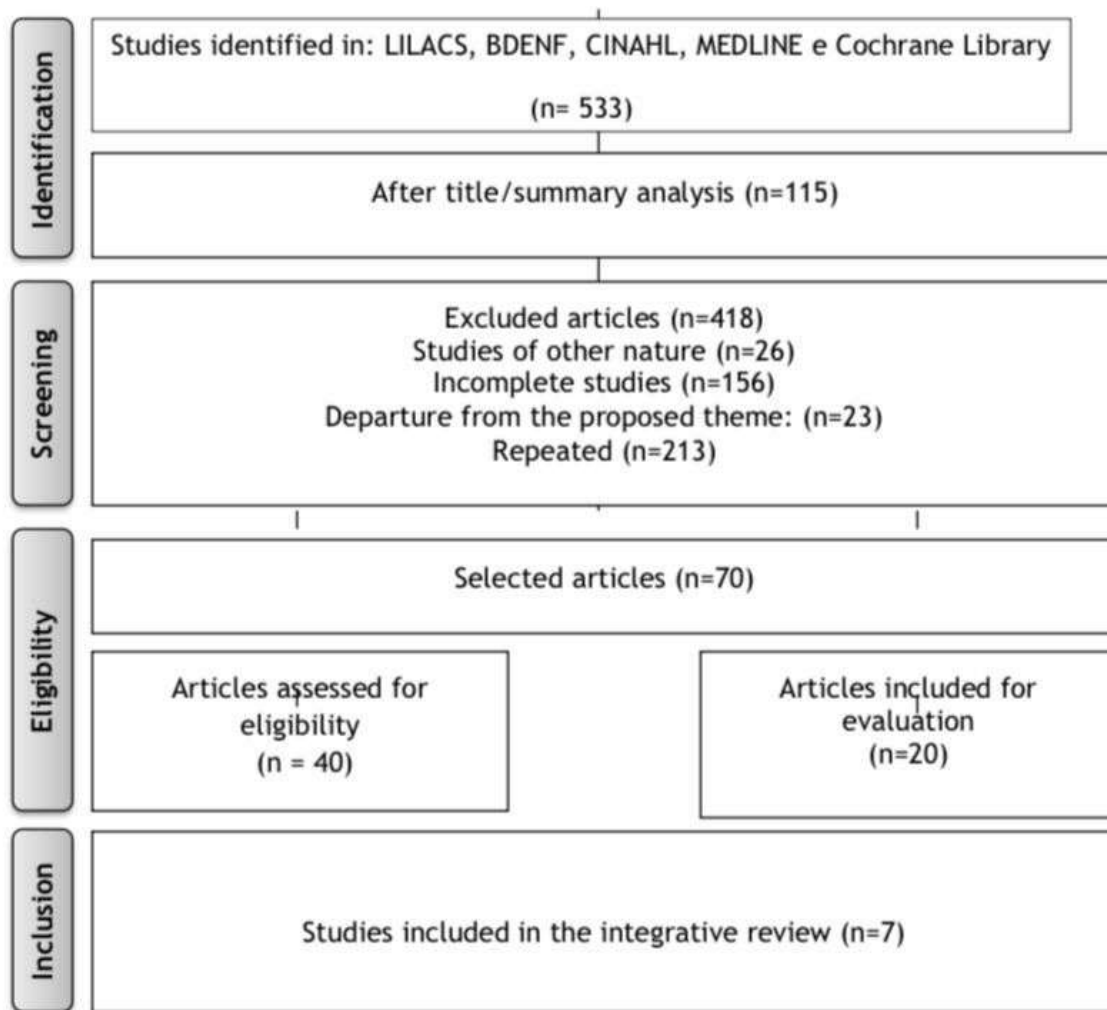 Identification
Studies identified in: LILACS, BDENF, CINAHL, MEDLINE e Cochrane Library
(n= 533)
After title/summary analysis (n=115)
Screening
Excluded articles (n=418)
Studies of other nature (n=26)
Incomplete studies (n=156)
Departure from the proposed theme: (n=23)
Repeated (n=213)
Eligibility
Selected articles (n=70)
Articles assessed for
eligibility
(n = 40)
Articles included for
evaluation
(n=20)
Inclusion
Studies included in the integrative review (n=7)